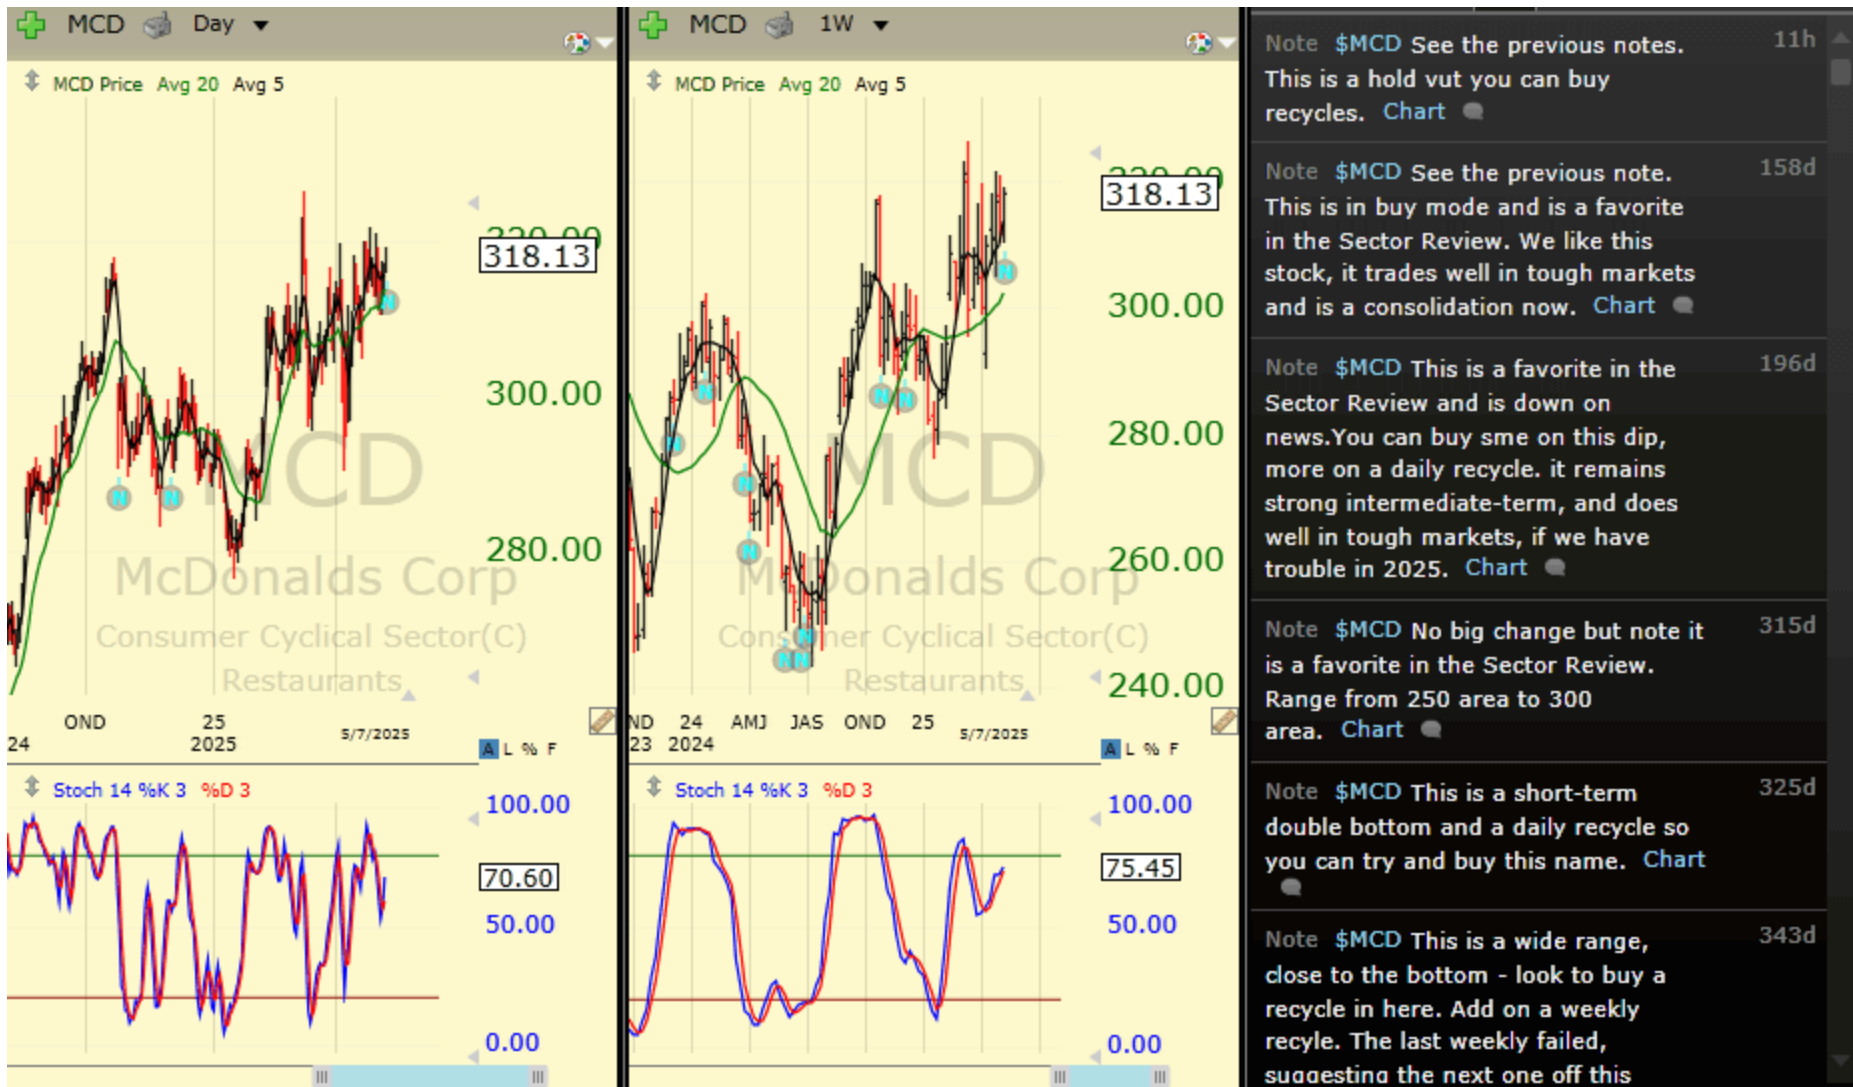 MCD Day
MCD Price Avg 20 Avg 5
320.00
318.13
300.00
280.00
MCD
McDonalds Corp
Consumer Cyclical Sector(C)
Restaurants
N
N
N
OND 25 5/7/2025
24 2025
A L % F
Stoch 14 %K 3 %D 3
100.00
70.60
50.00
0.00
MCD 1W
MCD Price Avg 20 Avg 5
320.00
318.13
300.00
280.00
260.00
240.00
MCD
McDonalds Corp
Consumer Cyclical Sector(C)
Restaurants
N
N
N
N
N
N
N
N
N
N
ND 24 AMJ JAS OND 25 5/7/2025
23 2024
A L % F
Stoch 14 %K 3 %D 3
100.00
75.45
50.00
0.00
Note $MCD See the previous notes. 11h
This is a hold vut you can buy
recycles. Chart
Note $MCD See the previous note. 158d
This is in buy mode and is a favorite
in the Sector Review. We like this
stock, it trades well in tough markets
and is a consolidation now. Chart
Note $MCD This is a favorite in the 196d
Sector Review and is down on
news.You can buy sme on this dip,
more on a daily recycle. it remains
strong intermediate-term, and does
well in tough markets, if we have
trouble in 2025. Chart
Note $MCD No big change but note it 315d
is a favorite in the Sector Review.
Range from 250 area to 300
area. Chart
Note $MCD This is a short-term 325d
double bottom and a daily recycle so
you can try and buy this name. Chart
Note $MCD This is a wide range, 343d
close to the bottom - look to buy a
recycle in here. Add on a weekly
recyle. The last weekly failed,
suggesting the next one off this